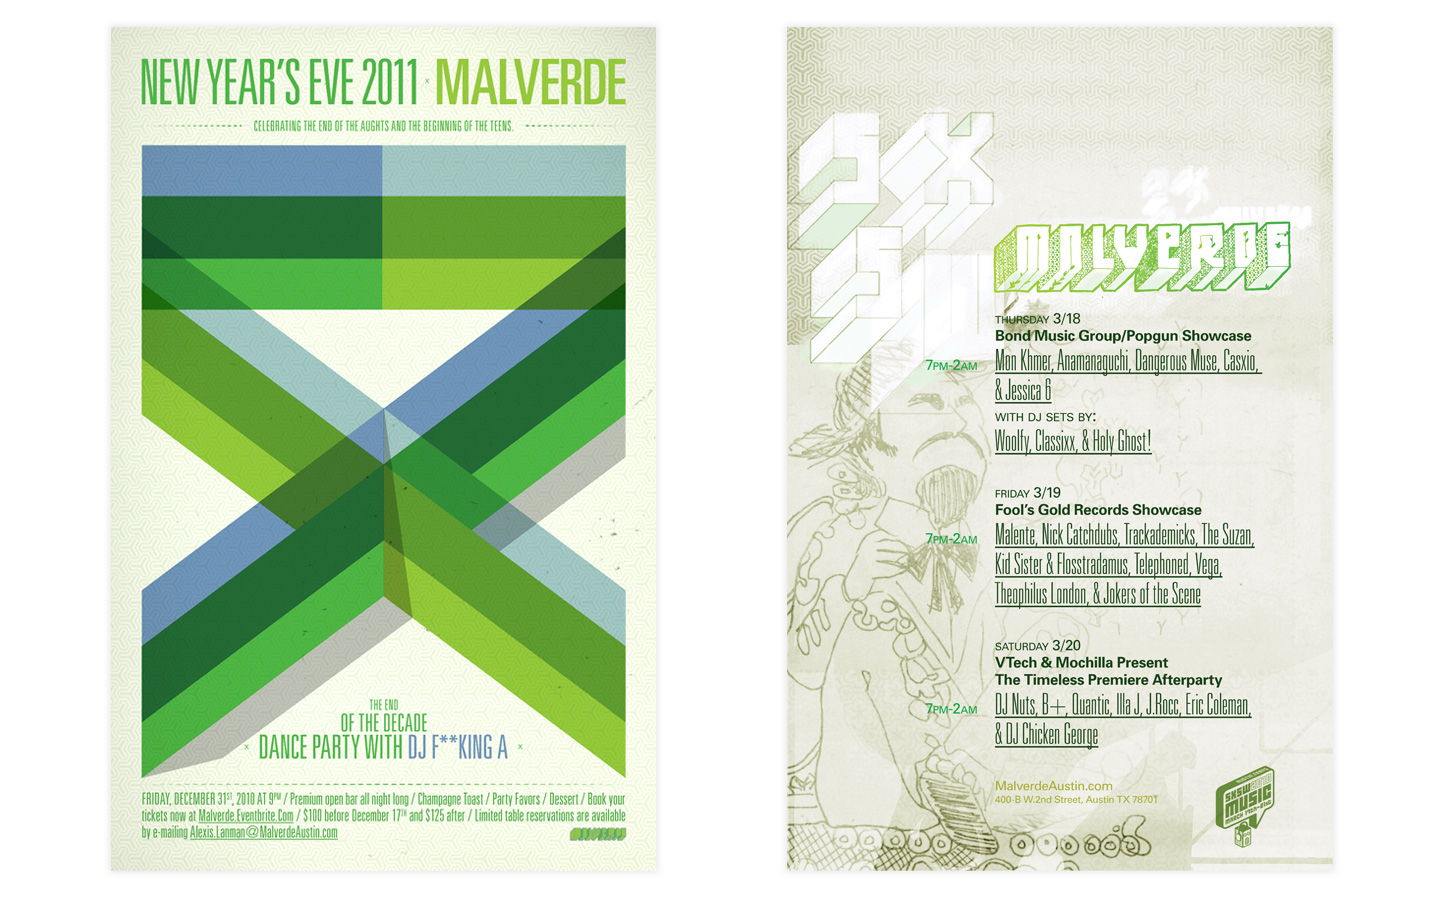 NEW YEAR'S EVE 2011 × MALVERDE
CELEBRATING THE END OF THE AUGHTS AND THE BEGINNING OF THE TEENS.
THE END
OF THE DECADE
× DANCE PARTY WITH DJ F**KING A ×
FRIDAY, DECEMBER 31ST, 2010 AT 9PM / Premium open bar all night long / Champagne Toast / Party Favors / Dessert / Book your
tickets now at Malverde.Eventbrite.Com / $100 before December 17TH and $125 after / Limited table reservations are available
by e-mailing Alexis.Lanman@MalverdeAustin.com
MALVERDE
SX
SW
MALVERDE
THURSDAY 3/18
Bond Music Group/Popgun Showcase
7PM-2AM Mon Khmer, Anamanaguchi, Dangerous Muse, Casxio,
& Jessica 6
WITH DJ SETS BY:
Woolfy, Classixx, & Holy Ghost!
FRIDAY 3/19
Fool's Gold Records Showcase
7PM-2AM Malente, Nick Catchdubs, Trackademicks, The Suzan,
Kid Sister & Flosstradamus, Telephoned, Vega,
Theophilus London, & Jokers of the Scene
SATURDAY 3/20
VTech & Mochilla Present
The Timeless Premiere Afterparty
7PM-2AM DJ Nuts, B+, Quantic, Illa J, J.Rocc, Eric Coleman,
& DJ Chicken George
MalverdeAustin.com
400-B W.2nd Street, Austin TX 78701
SXSW
MUSIC